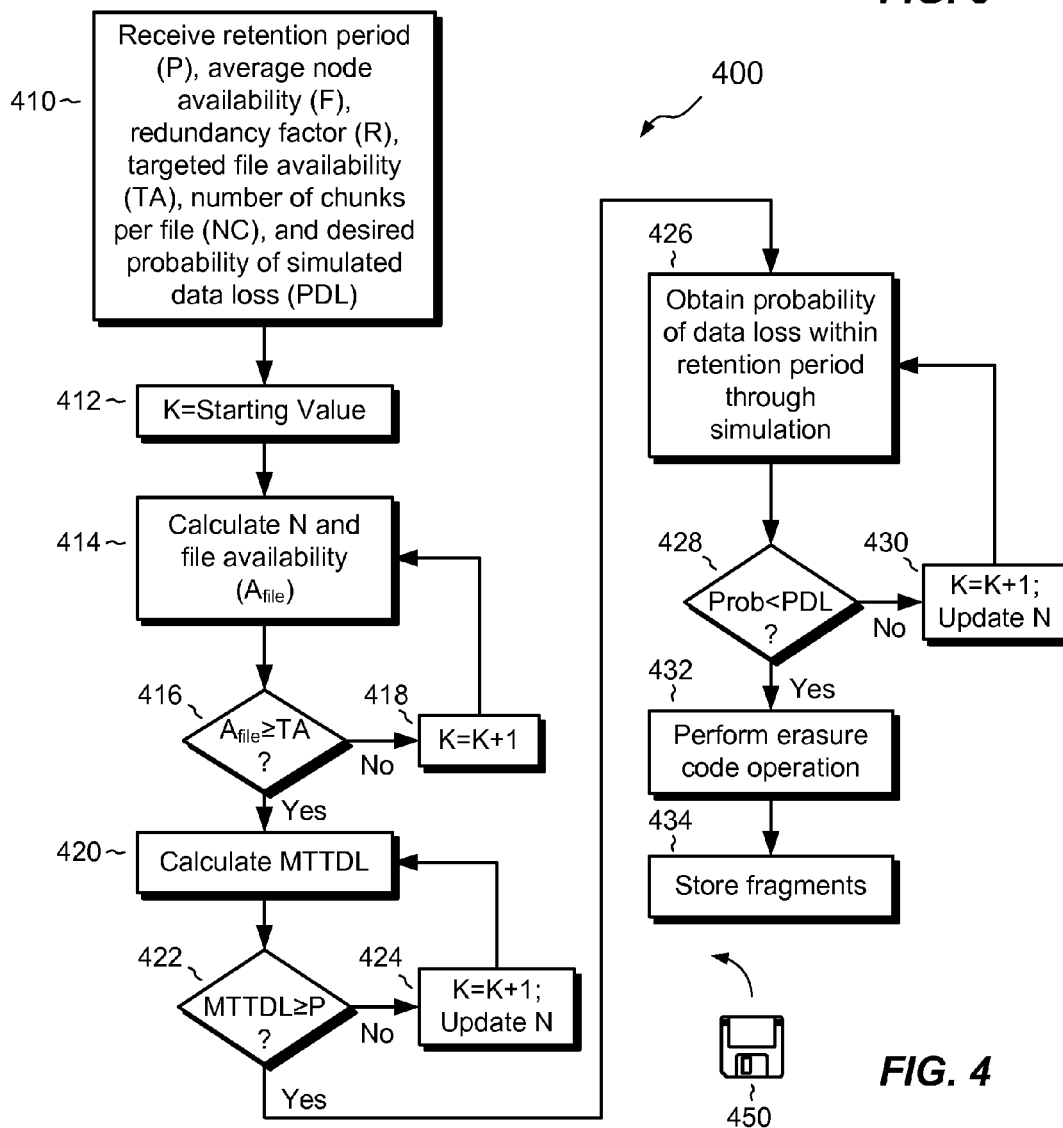 Receive retention period
(P), average node
availability (F),
redundancy factor (R),
targeted file availability
(TA), number of chunks
per file (NC), and desired
probability of simulated
data loss (PDL)
410
400
412
K=Starting Value
414
Calculate N and
file availability
(Afile)
416
Afile≥TA
?
No
418
K=K+1
Yes
420
Calculate MTTDL
422
MTTDL≥P
?
No
424
K=K+1;
Update N
Yes
426
Obtain probability
of data loss within
retention period
through
simulation
428
Prob<PDL
?
No
430
K=K+1;
Update N
Yes
432
Perform erasure
code operation
434
Store fragments
450
FIG. 4